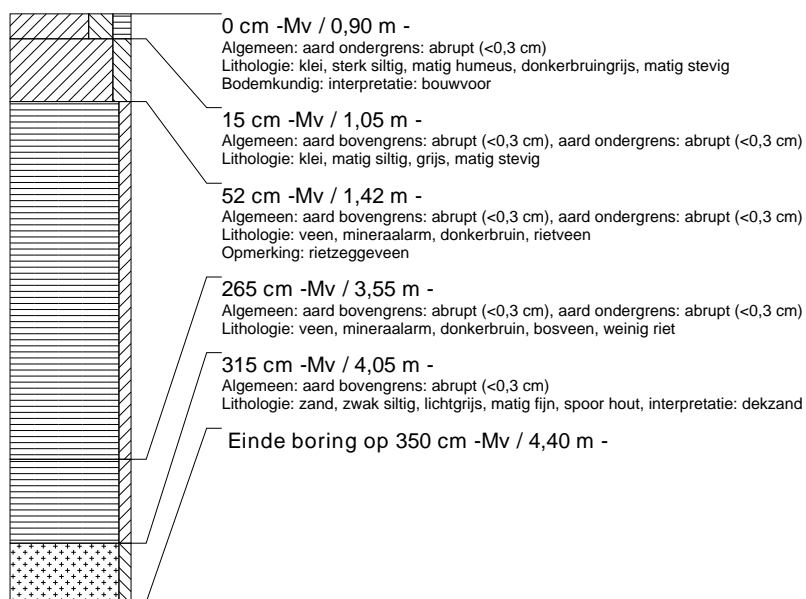 0 cm -Mv / 0,90 m -
Algemeen: aard ondergrens: abrupt (<0,3 cm)
Lithologie: klei, sterk siltig, matig humeus, donkerbruingrijs, matig stevig
Bodemkundig: interpretatie: bouwvoor
15 cm -Mv / 1,05 m -
Algemeen: aard bovengrens: abrupt (<0,3 cm), aard ondergrens: abrupt (<0,3 cm)
Lithologie: klei, matig siltig, grijs, matig stevig
52 cm -Mv / 1,42 m -
Algemeen: aard bovengrens: abrupt (<0,3 cm), aard ondergrens: abrupt (<0,3 cm)
Lithologie: veen, mineraalarm, donkerbruin, rietveen
Opmerking: rietzeggeveen
265 cm -Mv / 3,55 m -
Algemeen: aard bovengrens: abrupt (<0,3 cm), aard ondergrens: abrupt (<0,3 cm)
Lithologie: veen, mineraalarm, donkerbruin, bosveen, weinig riet
315 cm -Mv / 4,05 m -
Algemeen: aard bovengrens: abrupt (<0,3 cm)
Lithologie: zand, zwak siltig, lichtgrijs, matig fijn, spoor hout, interpretatie: dekzand
Einde boring op 350 cm -Mv / 4,40 m -